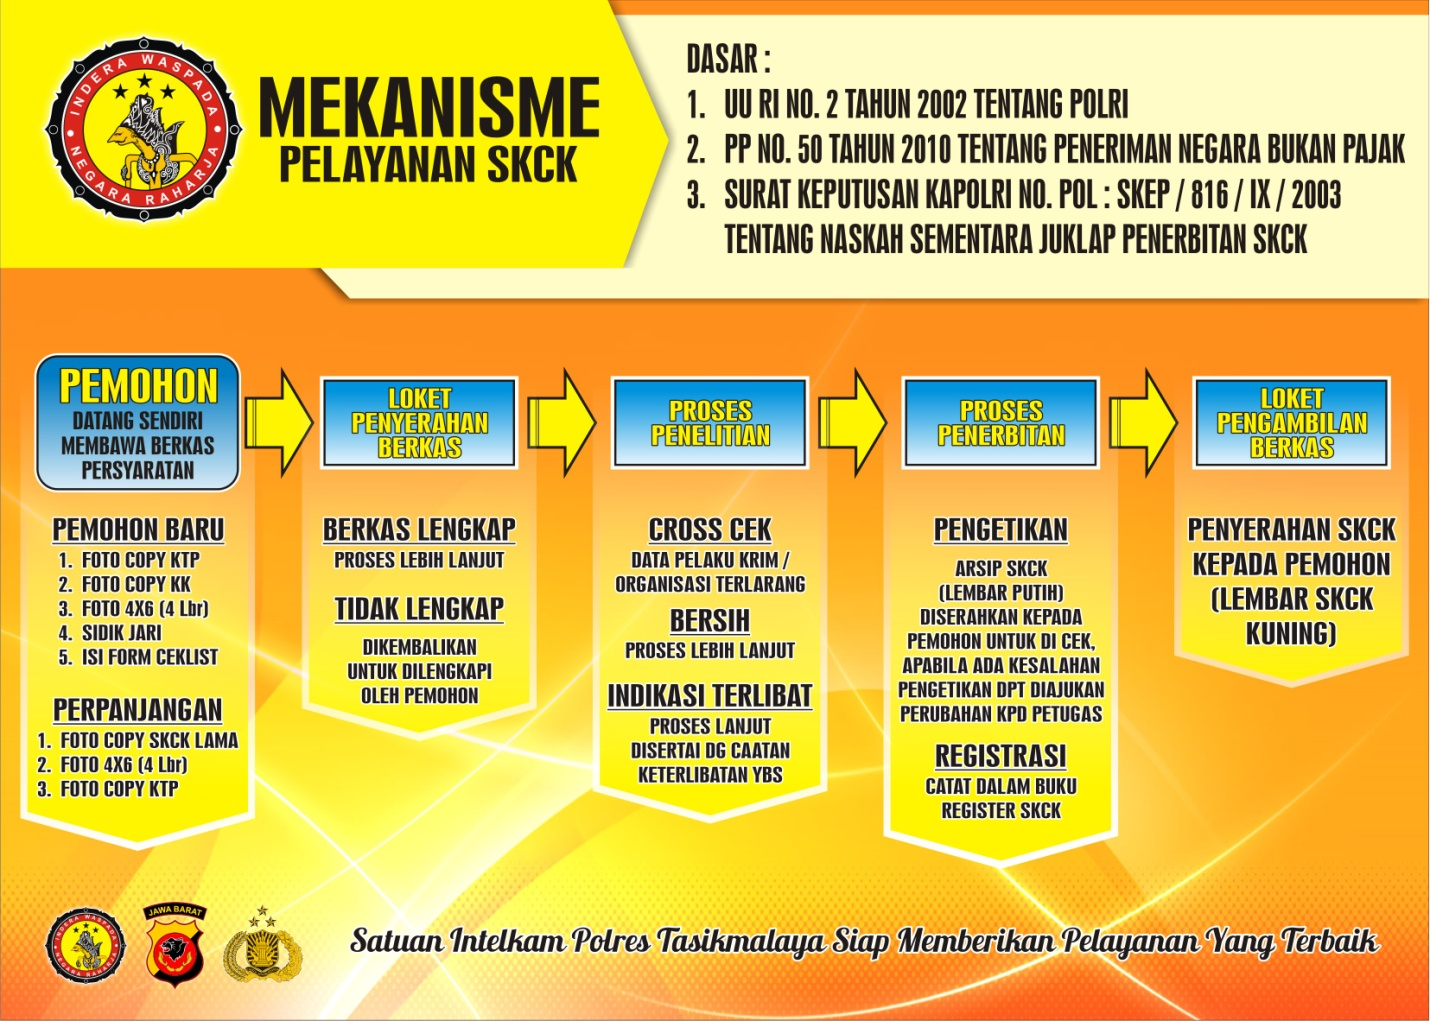 INDERA WASPADA
NEGARA RAHARJA
MEKANISME
PELAYANAN SKCK
DASAR :
1. UU RI NO. 2 TAHUN 2002 TENTANG POLRI
2. PP NO. 50 TAHUN 2010 TENTANG PENERIMAN NEGARA BUKAN PAJAK
3. SURAT KEPUTUSAN KAPOLRI NO. POL : SKEP / 816 / IX / 2003
TENTANG NASKAH SEMENTARA JUKLAP PENERBITAN SKCK
PEMOHON
DATANG SENDIRI
MEMBAWA BERKAS
PERSYARATAN
PEMOHON BARU
1. FOTO COPY KTP
2. FOTO COPY KK
3. FOTO 4X6 (4 Lbr)
4. SIDIK JARI
5. ISI FORM CEKLIST
PERPANJANGAN
1. FOTO COPY SKCK LAMA
2. FOTO 4X6 (4 Lbr)
3. FOTO COPY KTP
LOKET
PENYERAHAN
BERKAS
BERKAS LENGKAP
PROSES LEBIH LANJUT
TIDAK LENGKAP
DIKEMBALIKAN
UNTUK DILENGKAPI
OLEH PEMOHON
PROSES
PENELITIAN
CROSS CEK
DATA PELAKU KRIM /
ORGANISASI TERLARANG
BERSIH
PROSES LEBIH LANJUT
INDIKASI TERLIBAT
PROSES LANJUT
DISERTAI DG CAATAN
KETERLIBATAN YBS
PROSES
PENERBITAN
PENGETIKAN
ARSIP SKCK
(LEMBAR PUTIH)
DISERAHKAN KEPADA
PEMOHON UNTUK DI CEK,
APABILA ADA KESALAHAN
PENGETIKAN DPT DIAJUKAN
PERUBAHAN KPD PETUGAS
REGISTRASI
CATAT DALAM BUKU
REGISTER SKCK
LOKET
PENGAMBILAN
BERKAS
PENYERAHAN SKCK
KEPADA PEMOHON
(LEMBAR SKCK
KUNING)
INDERA WASPADA
NEGARA RAHARJA
JAWA BARAT
Satuan Intelkam Polres Tasikmalaya Siap Memberikan Pelayanan Yang Terbaik